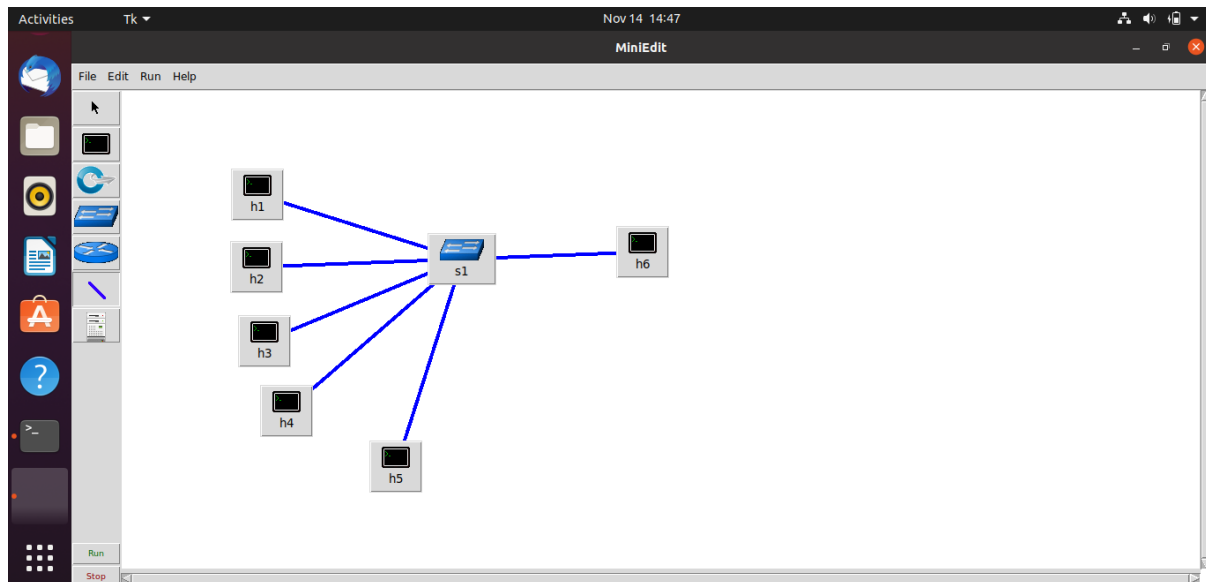 Activities Tk Nov 14 14:47
MiniEdit
File Edit Run Help
h1
h2
s1
h6
h3
h4
h5
Run
Stop